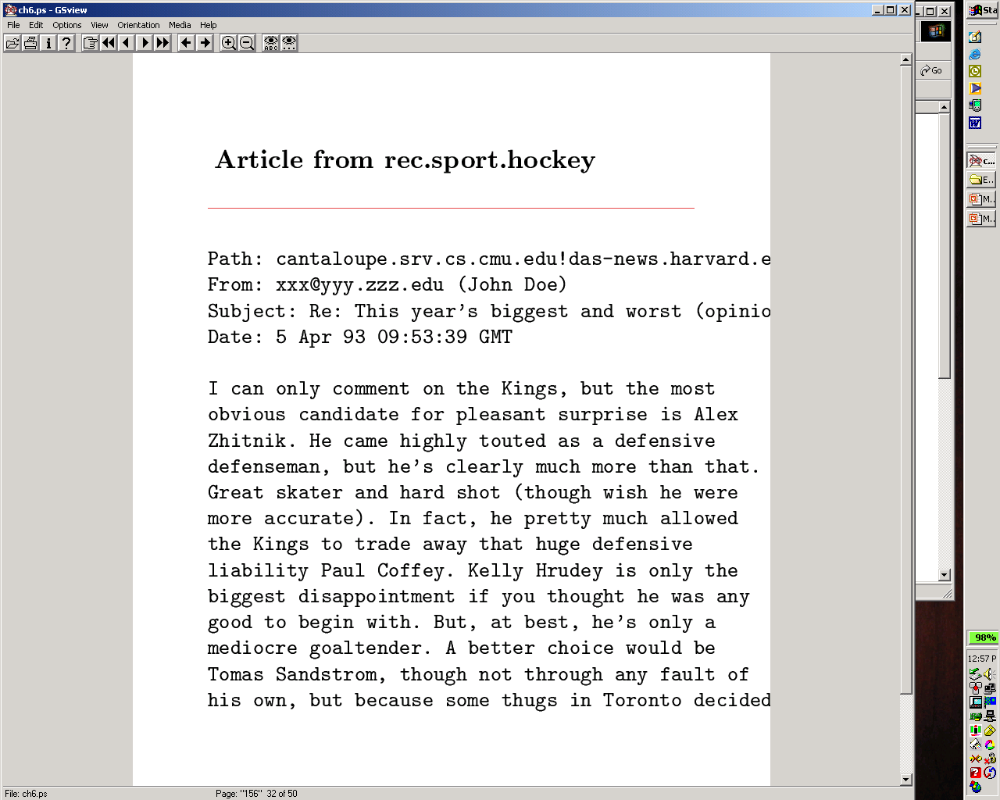 ch6.ps - GSview
File Edit Options View Orientation Media Help
Article from rec.sport.hockey
Path: cantaloupe.srv.cs.cmu.edu!das-news.harvard.e
From: xxx@yyy.zzz.edu (John Doe)
Subject: Re: This year's biggest and worst (opinio
Date: 5 Apr 93 09:53:39 GMT
I can only comment on the Kings, but the most
obvious candidate for pleasant surprise is Alex
Zhitnik. He came highly touted as a defensive
defenseman, but he's clearly much more than that.
Great skater and hard shot (though wish he were
more accurate). In fact, he pretty much allowed
the Kings to trade away that huge defensive
liability Paul Coffey. Kelly Hrudey is only the
biggest disappointment if you thought he was any
good to begin with. But, at best, he's only a
mediocre goaltender. A better choice would be
Tomas Sandstrom, though not through any fault of
his own, but because some thugs in Toronto decided
File: ch6.ps Page: "156" 32 of 50
Go
Sta
c...
E..
M..
M..
98%
12:57 P